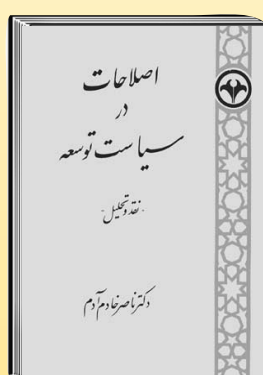 اصلاحات
در
سیاست توسعه
- نقد و تحلیل -
دکتر ناصر خادم آدم